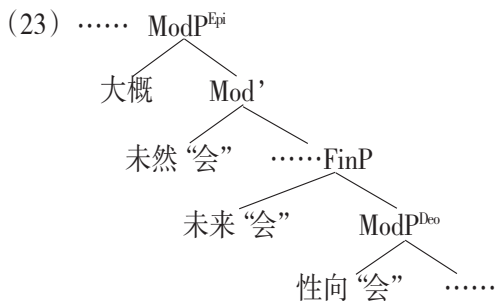 (23) …… ModP^Epi
大概 Mod’
未然“会” ……FinP
未来“会” ModP^Deo
性向“会” ……